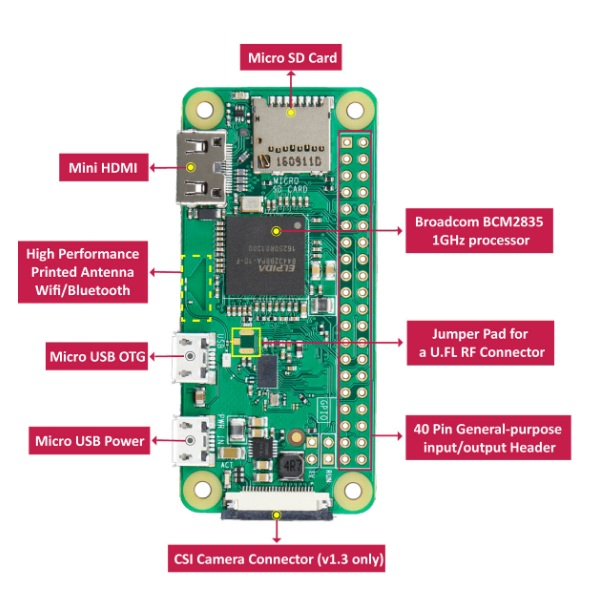 Micro SD Card
160911D
MICRO
SD CARD
Mini HDMI
Broadcom BCM2835
1GHz processor
ELPIDA
High Performance
Printed Antenna
Wifi/Bluetooth
USB
Jumper Pad for
a U.FL RF Connector
Micro USB OTG
GPIO
40 Pin General-purpose
input/output Header
Micro USB Power
PWR IN
ACT
4R7
5V
RUN
CSI Camera Connector (v1.3 only)